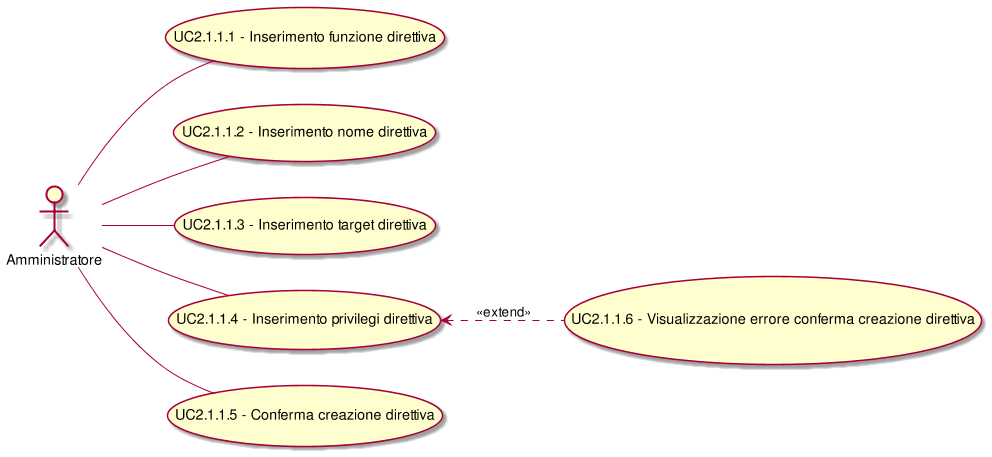 UC2.1.1.1 - Inserimento funzione direttiva
UC2.1.1.2 - Inserimento nome direttiva
UC2.1.1.3 - Inserimento target direttiva
Amministratore
UC2.1.1.4 - Inserimento privilegi direttiva
«extend»
UC2.1.1.6 - Visualizzazione errore conferma creazione direttiva
UC2.1.1.5 - Conferma creazione direttiva